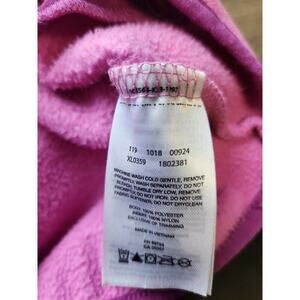 119 1018 00924
XL0359 1802381
MACHINE WASH COLD GENTLE, REMOVE
PROMPTLY, WASH SEPARATELY, DO NOT
BLEACH, TUMBLE DRY LOW, REMOVE
PROMPTLY, DO NOT IRON, DO NOT USE
FABRIC SOFTENER, DO NOT DRYCLEAN
BODY: 100% POLYESTER
100% NYLON
EXCLUSIVE OF TRIMMING
MADE IN VIETNAM